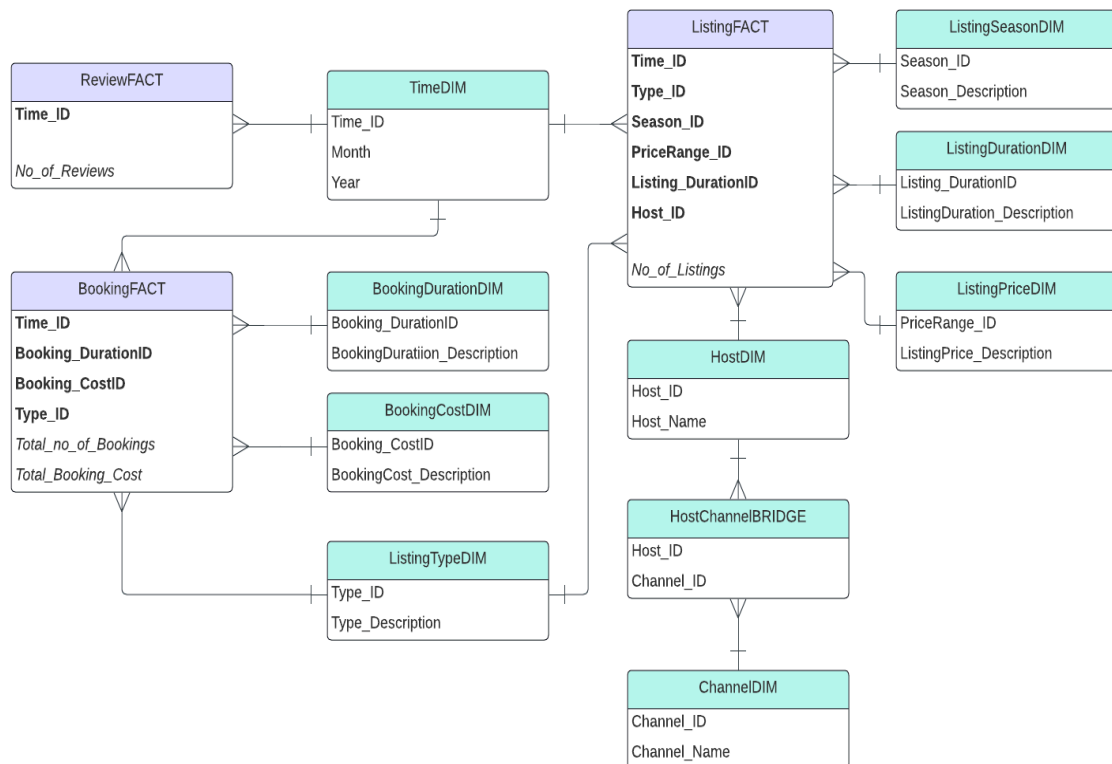 ReviewFACT
Time_ID
No_of_Reviews
TimeDIM
Time_ID
Month
Year
ListingFACT
Time_ID
Type_ID
Season_ID
PriceRange_ID
Listing_DurationID
Host_ID
No_of_Listings
ListingSeasonDIM
Season_ID
Season_Description
ListingDurationDIM
Listing_DurationID
ListingDuration_Description
ListingPriceDIM
PriceRange_ID
ListingPrice_Description
BookingFACT
Time_ID
Booking_DurationID
Booking_CostID
Type_ID
Total_no_of_Bookings
Total_Booking_Cost
BookingDurationDIM
Booking_DurationID
BookingDuratiion_Description
BookingCostDIM
Booking_CostID
BookingCost_Description
ListingTypeDIM
Type_ID
Type_Description
HostDIM
Host_ID
Host_Name
HostChannelBRIDGE
Host_ID
Channel_ID
ChannelDIM
Channel_ID
Channel_Name